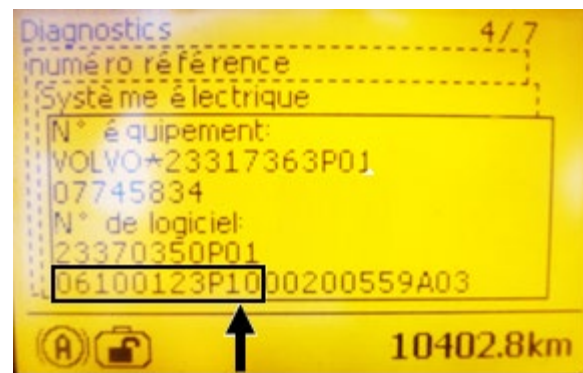 Diagnostics 4/7
numéro référence
Système électrique
N° équipement:
VOLVO*23317363P01
07745834
N° de logiciel:
23370350P01
06100123P1000200559A03
(A) 10402.8km